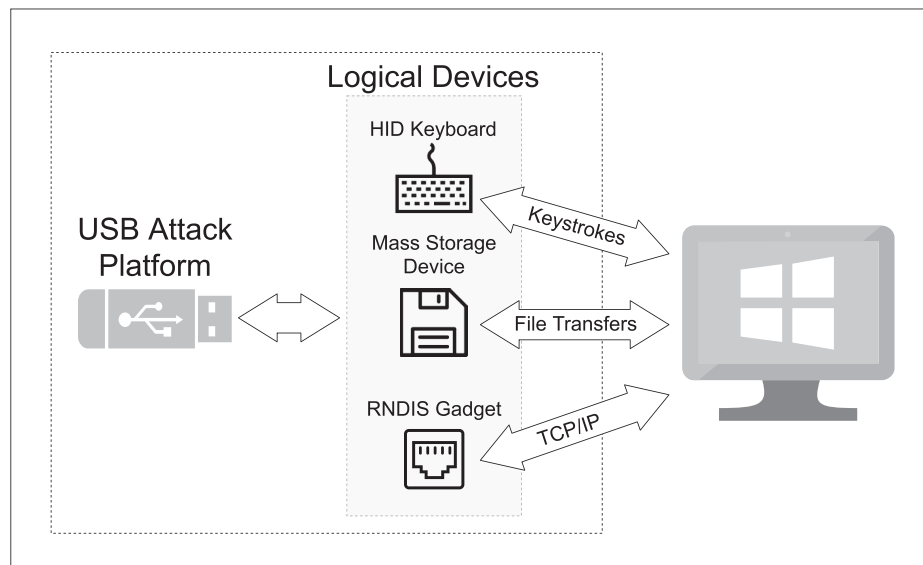 Logical Devices
HID Keyboard
Keystrokes
USB Attack
Platform
Mass Storage
Device
File Transfers
RNDIS Gadget
TCP/IP